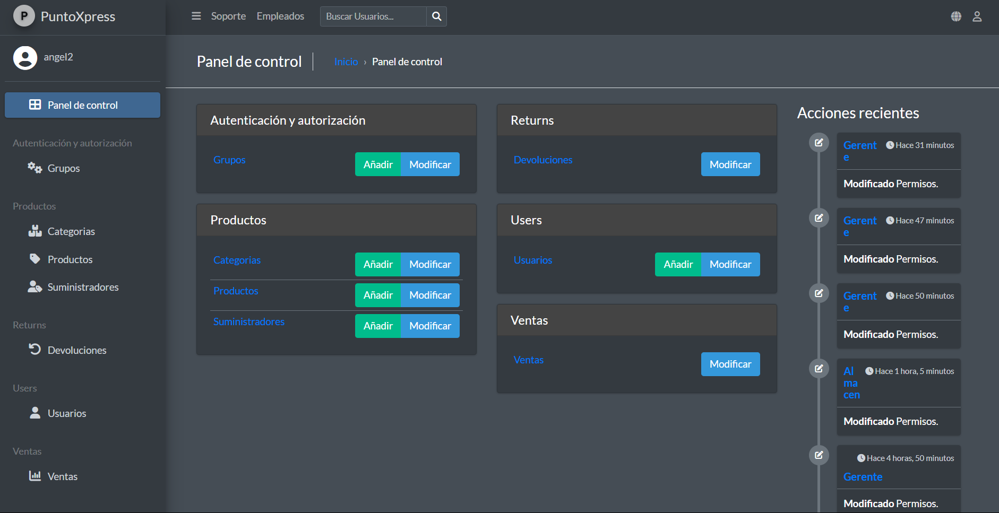 P PuntoXpress
Soporte Empleados Buscar Usuarios...
angel2
Panel de control
Autenticación y autorización
Grupos
Productos
Categorias
Productos
Suministradores
Returns
Devoluciones
Users
Usuarios
Ventas
Ventas
Panel de control Inicio › Panel de control
Autenticación y autorización
Grupos Añadir Modificar
Productos
Categorias Añadir Modificar
Productos Añadir Modificar
Suministradores Añadir Modificar
Returns
Devoluciones Modificar
Users
Usuarios Añadir Modificar
Ventas
Ventas Modificar
Acciones recientes
Gerent Hace 31 minutos
e
Modificado Permisos.
Gerent Hace 47 minutos
e
Modificado Permisos.
Gerent Hace 50 minutos
e
Modificado Permisos.
Al Hace 1 hora, 5 minutos
ma
cen
Modificado Permisos.
Hace 4 horas, 50 minutos
Gerente
Modificado Permisos.